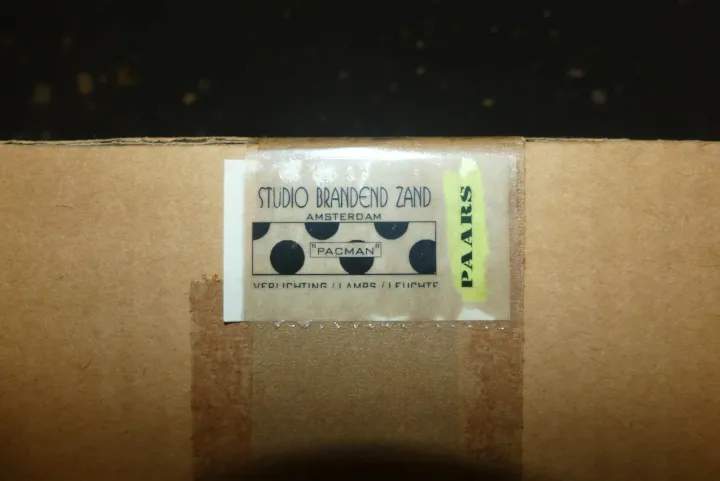 STUDIO BRANDEND ZAND
AMSTERDAM
"PACMAN"
VERLICHTING / LAMPS / LEUCHTE
PAARS